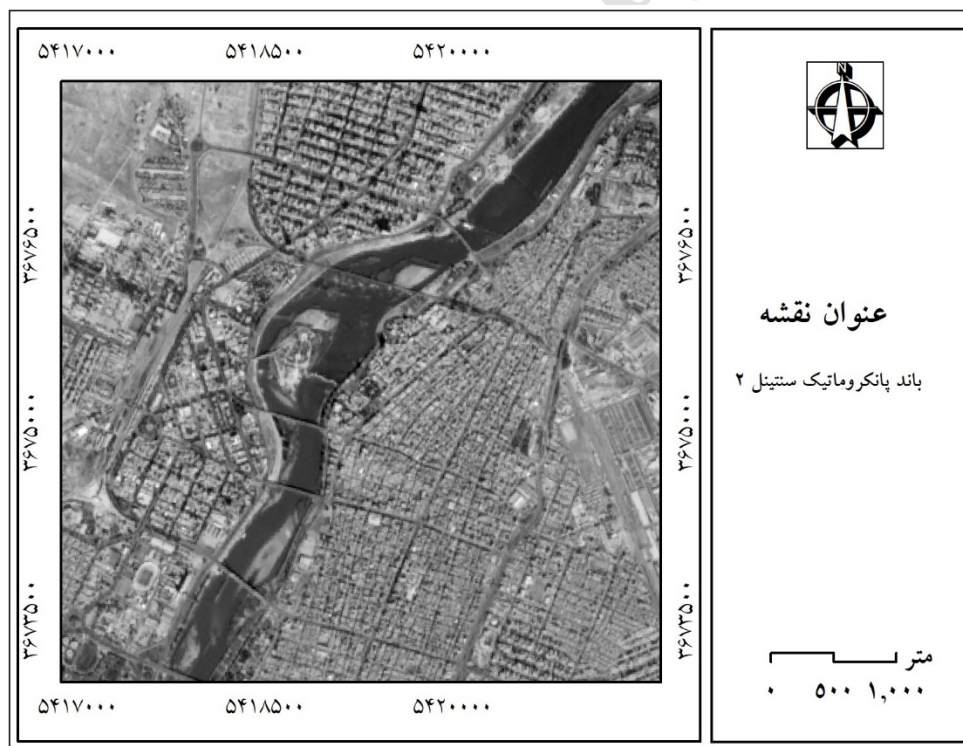 ۵۴۱۷۰۰۰ ۵۴۱۸۵۰۰ ۵۴۲۰۰۰۰
۳۶۷۶۵۰۰ ۳۶۷۶۵۰۰
۳۶۷۵۰۰۰ ۳۶۷۵۰۰۰
۳۶۷۳۵۰۰ ۳۶۷۳۵۰۰
۵۴۱۷۰۰۰ ۵۴۱۸۵۰۰ ۵۴۲۰۰۰۰
N
عنوان نقشه
باند پانکروماتیک سنتینل ۲
متر
۰ ۵۰۰ ۱,۰۰۰